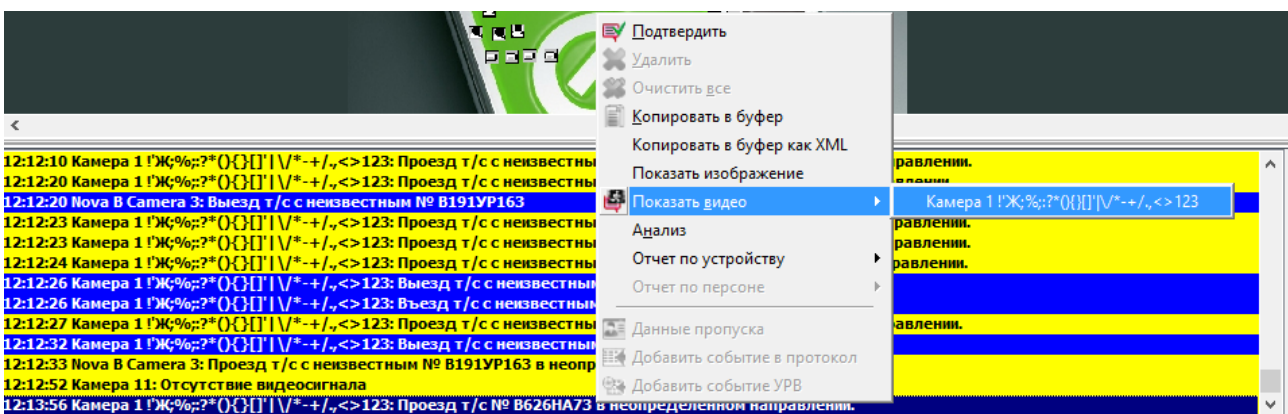 Подтвердить
Удалить
Очистить все
Копировать в буфер
Копировать в буфер как XML
Показать изображение
Показать видео
Камера 1 !'Ж;%;:?*(){}[]'|\/*-+/.,<>123
Анализ
Отчет по устройству
Отчет по персоне
Данные пропуска
Добавить событие в протокол
Добавить событие УРВ
12:12:10 Камера 1 !'Ж;%;:?*(){}[]'|\/*-+/.,<>123: Проезд т/с с неизвестны равлении.
12:12:20 Камера 1 !'Ж;%;:?*(){}[]'|\/*-+/.,<>123: Проезд т/с с неизвестны
12:12:20 Nova B Camera 3: Выезд т/с с неизвестным № В191УР163
12:12:23 Камера 1 !'Ж;%;:?*(){}[]'|\/*-+/.,<>123: Проезд т/с с неизвестны равлении.
12:12:23 Камера 1 !'Ж;%;:?*(){}[]'|\/*-+/.,<>123: Проезд т/с с неизвестны равлении.
12:12:24 Камера 1 !'Ж;%;:?*(){}[]'|\/*-+/.,<>123: Проезд т/с с неизвестны равлении.
12:12:26 Камера 1 !'Ж;%;:?*(){}[]'|\/*-+/.,<>123: Выезд т/с с неизвестным
12:12:26 Камера 1 !'Ж;%;:?*(){}[]'|\/*-+/.,<>123: Въезд т/с с неизвестным
12:12:27 Камера 1 !'Ж;%;:?*(){}[]'|\/*-+/.,<>123: Проезд т/с с неизвестны авлении.
12:12:32 Камера 1 !'Ж;%;:?*(){}[]'|\/*-+/.,<>123: Выезд т/с с неизвестным
12:12:33 Nova B Camera 3: Проезд т/с с неизвестным № В191УР163 в неопр
12:12:52 Камера 11: Отсутствие видеосигнала
12:13:56 Камера 1 !'Ж;%;:?*(){}[]'|\/*-+/.,<>123: Проезд т/с № В626НА73 в неопределенном направлении.